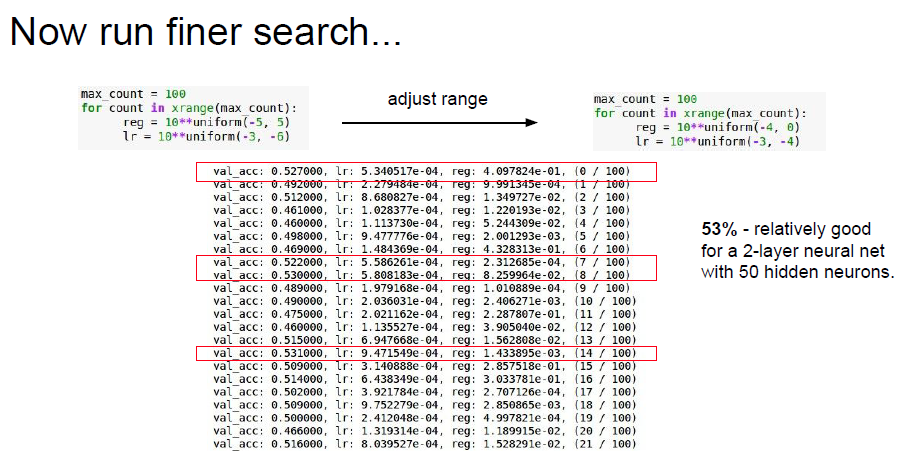 Now run finer search...
max_count = 100
for count in xrange(max_count):
reg = 10**uniform(-5, 5)
lr = 10**uniform(-3, -6)
adjust range
max_count = 100
for count in xrange(max_count):
reg = 10**uniform(-4, 0)
lr = 10**uniform(-3, -4)
val_acc: 0.527000, lr: 5.340517e-04, reg: 4.097824e-01, (0 / 100)
val_acc: 0.492000, lr: 2.279484e-04, reg: 9.991345e-04, (1 / 100)
val_acc: 0.512000, lr: 8.680827e-04, reg: 1.349727e-02, (2 / 100)
val_acc: 0.461000, lr: 1.028377e-04, reg: 1.220193e-02, (3 / 100)
val_acc: 0.460000, lr: 1.113730e-04, reg: 5.244309e-02, (4 / 100)
val_acc: 0.498000, lr: 9.477776e-04, reg: 2.001293e-03, (5 / 100)
val_acc: 0.469000, lr: 1.484369e-04, reg: 4.328313e-01, (6 / 100)
val_acc: 0.522000, lr: 5.586261e-04, reg: 2.312685e-04, (7 / 100)
val_acc: 0.530000, lr: 5.808183e-04, reg: 8.259964e-02, (8 / 100)
val_acc: 0.489000, lr: 1.979168e-04, reg: 1.010889e-04, (9 / 100)
val_acc: 0.490000, lr: 2.036031e-04, reg: 2.406271e-03, (10 / 100)
val_acc: 0.475000, lr: 2.021162e-04, reg: 2.287807e-01, (11 / 100)
val_acc: 0.460000, lr: 1.135527e-04, reg: 3.905040e-02, (12 / 100)
val_acc: 0.515000, lr: 6.947668e-04, reg: 1.562808e-02, (13 / 100)
val_acc: 0.531000, lr: 9.471549e-04, reg: 1.433895e-03, (14 / 100)
val_acc: 0.509000, lr: 3.140888e-04, reg: 2.857518e-01, (15 / 100)
val_acc: 0.514000, lr: 6.438349e-04, reg: 3.033781e-01, (16 / 100)
val_acc: 0.502000, lr: 3.921784e-04, reg: 2.707126e-04, (17 / 100)
val_acc: 0.509000, lr: 9.752279e-04, reg: 2.850865e-03, (18 / 100)
val_acc: 0.500000, lr: 2.412048e-04, reg: 4.997821e-04, (19 / 100)
val_acc: 0.466000, lr: 1.319314e-04, reg: 1.189915e-02, (20 / 100)
val_acc: 0.516000, lr: 8.039527e-04, reg: 1.528291e-02, (21 / 100)
53% - relatively good
for a 2-layer neural net
with 50 hidden neurons.